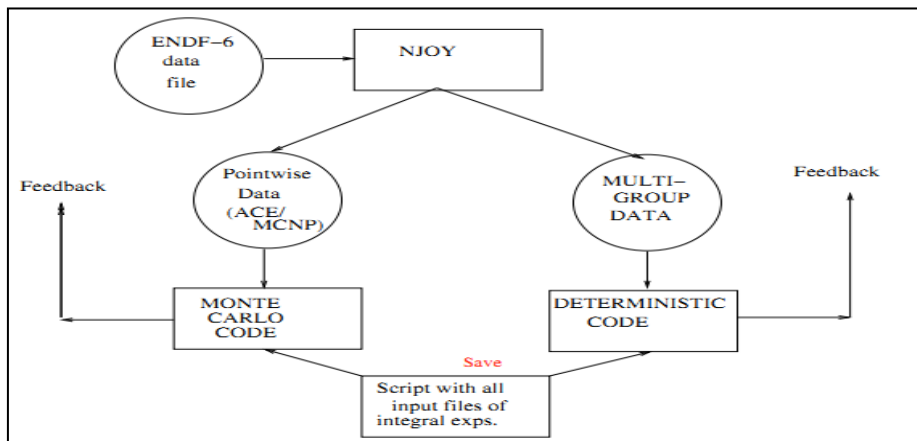 ENDF-6
data
file
NJOY
Feedback
Pointwise
Data
(ACE/
MCNP)
MULTI-
GROUP
DATA
Feedback
MONTE
CARLO
CODE
DETERMINISTIC
CODE
Save
Script with all
input files of
integral exps.